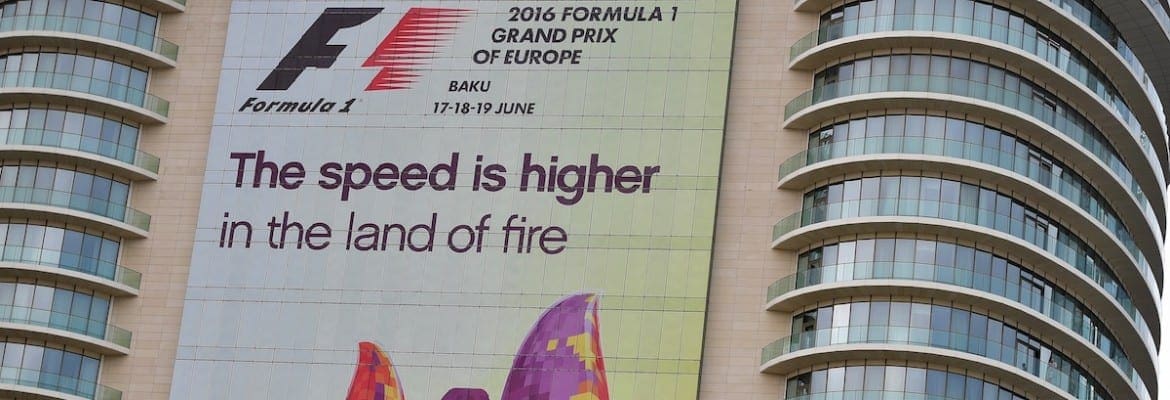 F1
Formula 1
2016 FORMULA 1
GRAND PRIX
OF EUROPE
BAKU
17-18-19 JUNE
The speed is higher
in the land of fire